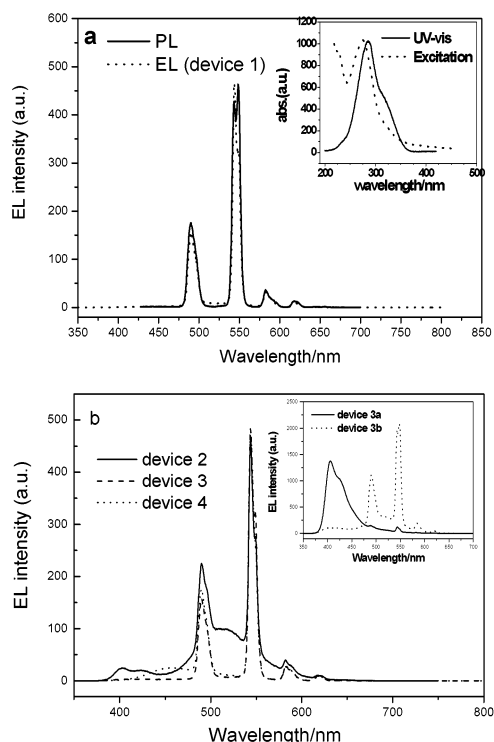 a
PL
EL (device 1)
EL intensity (a.u.)
600
500
400
300
200
100
0
350 400 450 500 550 600 650 700 750 800 850
Wavelength/nm
UV-vis
Excitation
abs.(a.u.)
1200
1000
800
600
400
200
0
200 300 400 500
wavelength/nm
b
device 2
device 3
device 4
EL intensity (a.u.)
500
400
300
200
100
0
400 500 600 700 800
Wavelength/nm
device 3a
device 3b
EL intensity (a.u.)
2500
2000
1500
1000
500
0
350 400 450 500 550 600 700
Wavelength/nm